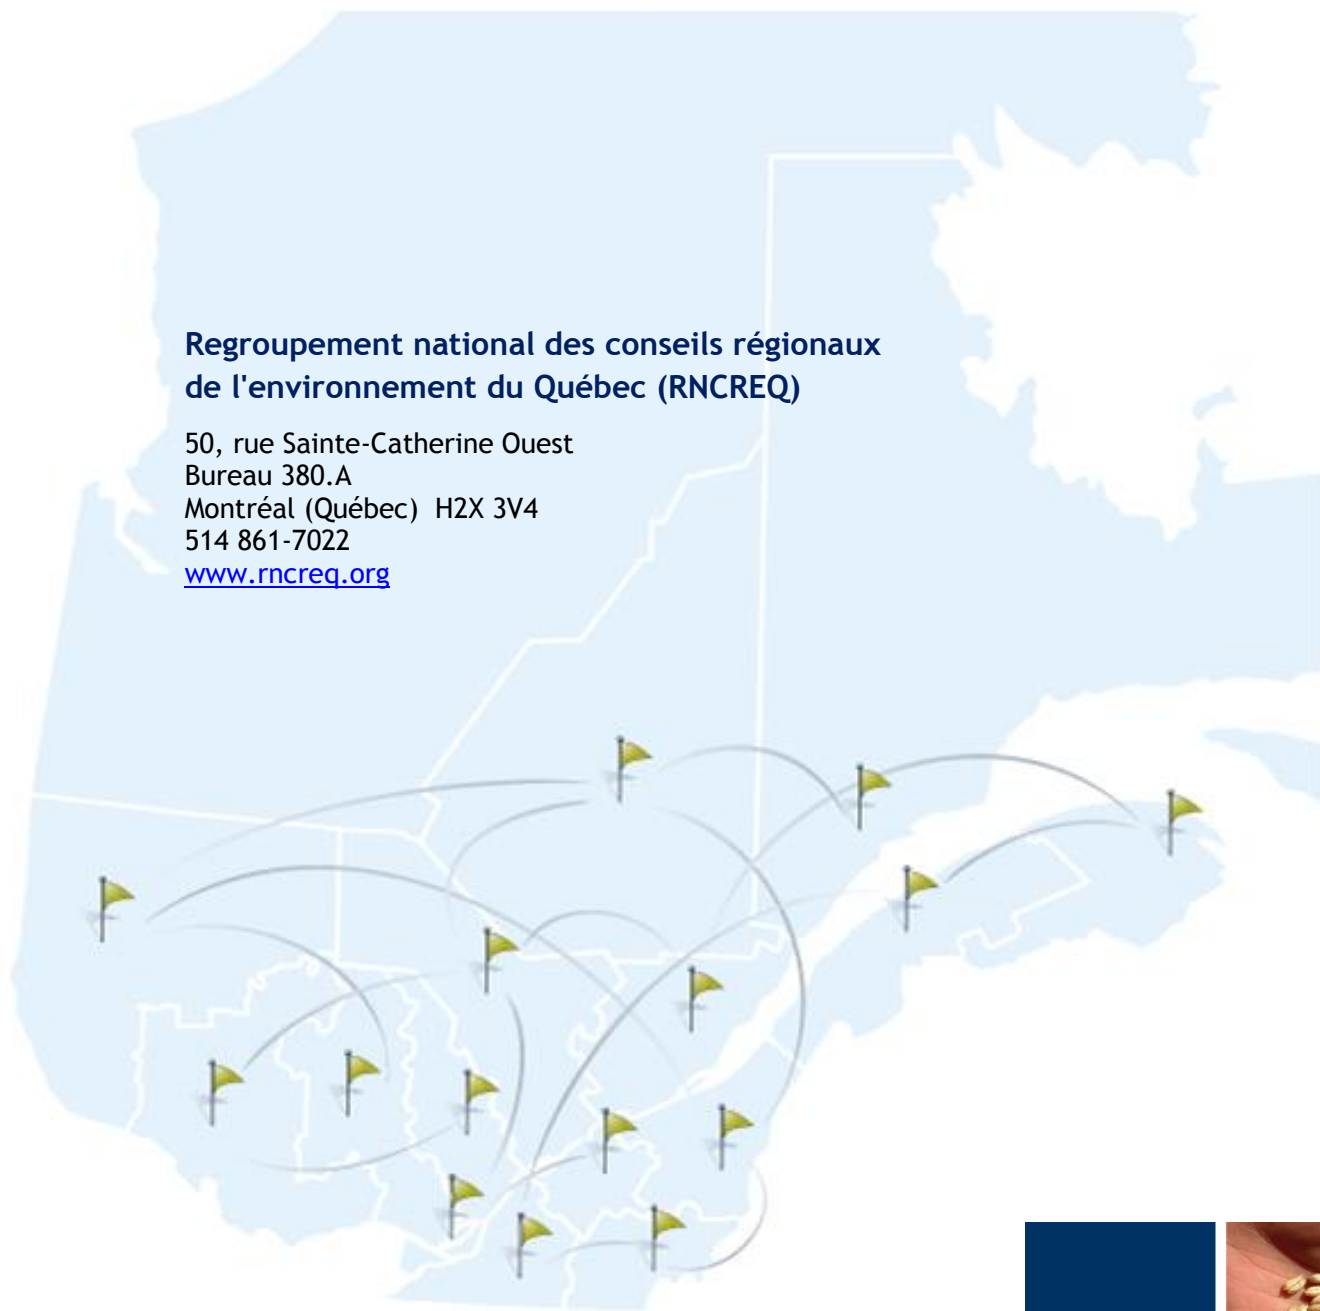 Regroupement national des conseils régionaux
de l'environnement du Québec (RNCREQ)
50, rue Sainte-Catherine Ouest
Bureau 380.A
Montréal (Québec)  H2X 3V4
514 861-7022
www.rncreq.org